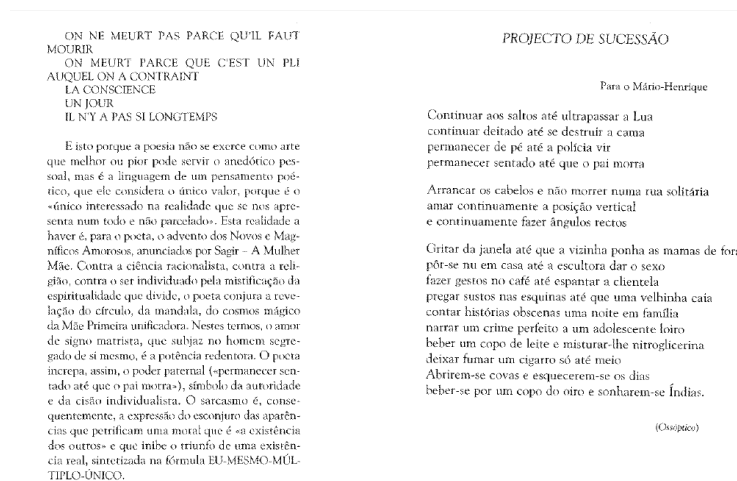 ON NE MEURT PAS PARCE QU'IL FAUT
MOURIR
ON MEURT PARCE QUE C'EST UN PLI
AUQUEL ON A CONTRAINT
LA CONSCIENCE
UN JOUR
IL N'Y A PAS SI LONGTEMPS
E isto porque a poesia não se exerce como arte
que melhor ou pior pode servir o anedótico pes-
soal, mas é a linguagem de um pensamento poé-
tico, que ele considera o único valor, porque é o
«único interessado na realidade que se nos apre-
senta num todo e não parcelado». Esta realidade a
haver é, para o poeta, o advento dos Novos e Mag-
níficos Amorosos, anunciados por Sagir – A Mulher
Mãe. Contra a ciência racionalista, contra a reli-
gião, contra o ser individuado pela mistificação da
espiritualidade que divide, o poeta conjura a reve-
lação do círculo, da mandala, do cosmos mágico
da Mãe Primeira unificadora. Nestes termos, o amor
de signo matrista, que subjaz no homem segre-
gado de si mesmo, é a potência redentora. O poeta
increpa, assim, o poder paternal («permanecer sen-
tado até que o pai morra»), símbolo da autoridade
e da cisão individualista. O sarcasmo é, conse-
quentemente, a expressão do esconjuro das aparên-
cias que petrificam uma moral que é «a existência
dos outros» e que inibe o triunfo de uma existên-
cia real, sintetizada na fórmula EU-MESMO-MÚL-
TIPLO-ÚNICO.
PROJECTO DE SUCESSÃO
Para o Mário-Henrique
Continuar aos saltos até ultrapassar a Lua
continuar deitado até se destruir a cama
permanecer de pé até a polícia vir
permanecer sentado até que o pai morra
Arrancar os cabelos e não morrer numa rua solitária
amar continuamente a posição vertical
e continuamente fazer ângulos rectos
Gritar da janela até que a vizinha ponha as mamas de for
pôr-se nu em casa até a escultora dar o sexo
fazer gestos no café até espantar a clientela
pregar sustos nas esquinas até que uma velhinha caia
contar histórias obscenas uma noite em família
narrar um crime perfeito a um adolescente loiro
beber um copo de leite e misturar-lhe nitroglicerina
deixar fumar um cigarro só até meio
Abrirem-se covas e esquecerem-se os dias
beber-se por um copo de oiro e sonharem-se Índias.
(Ossóptico)